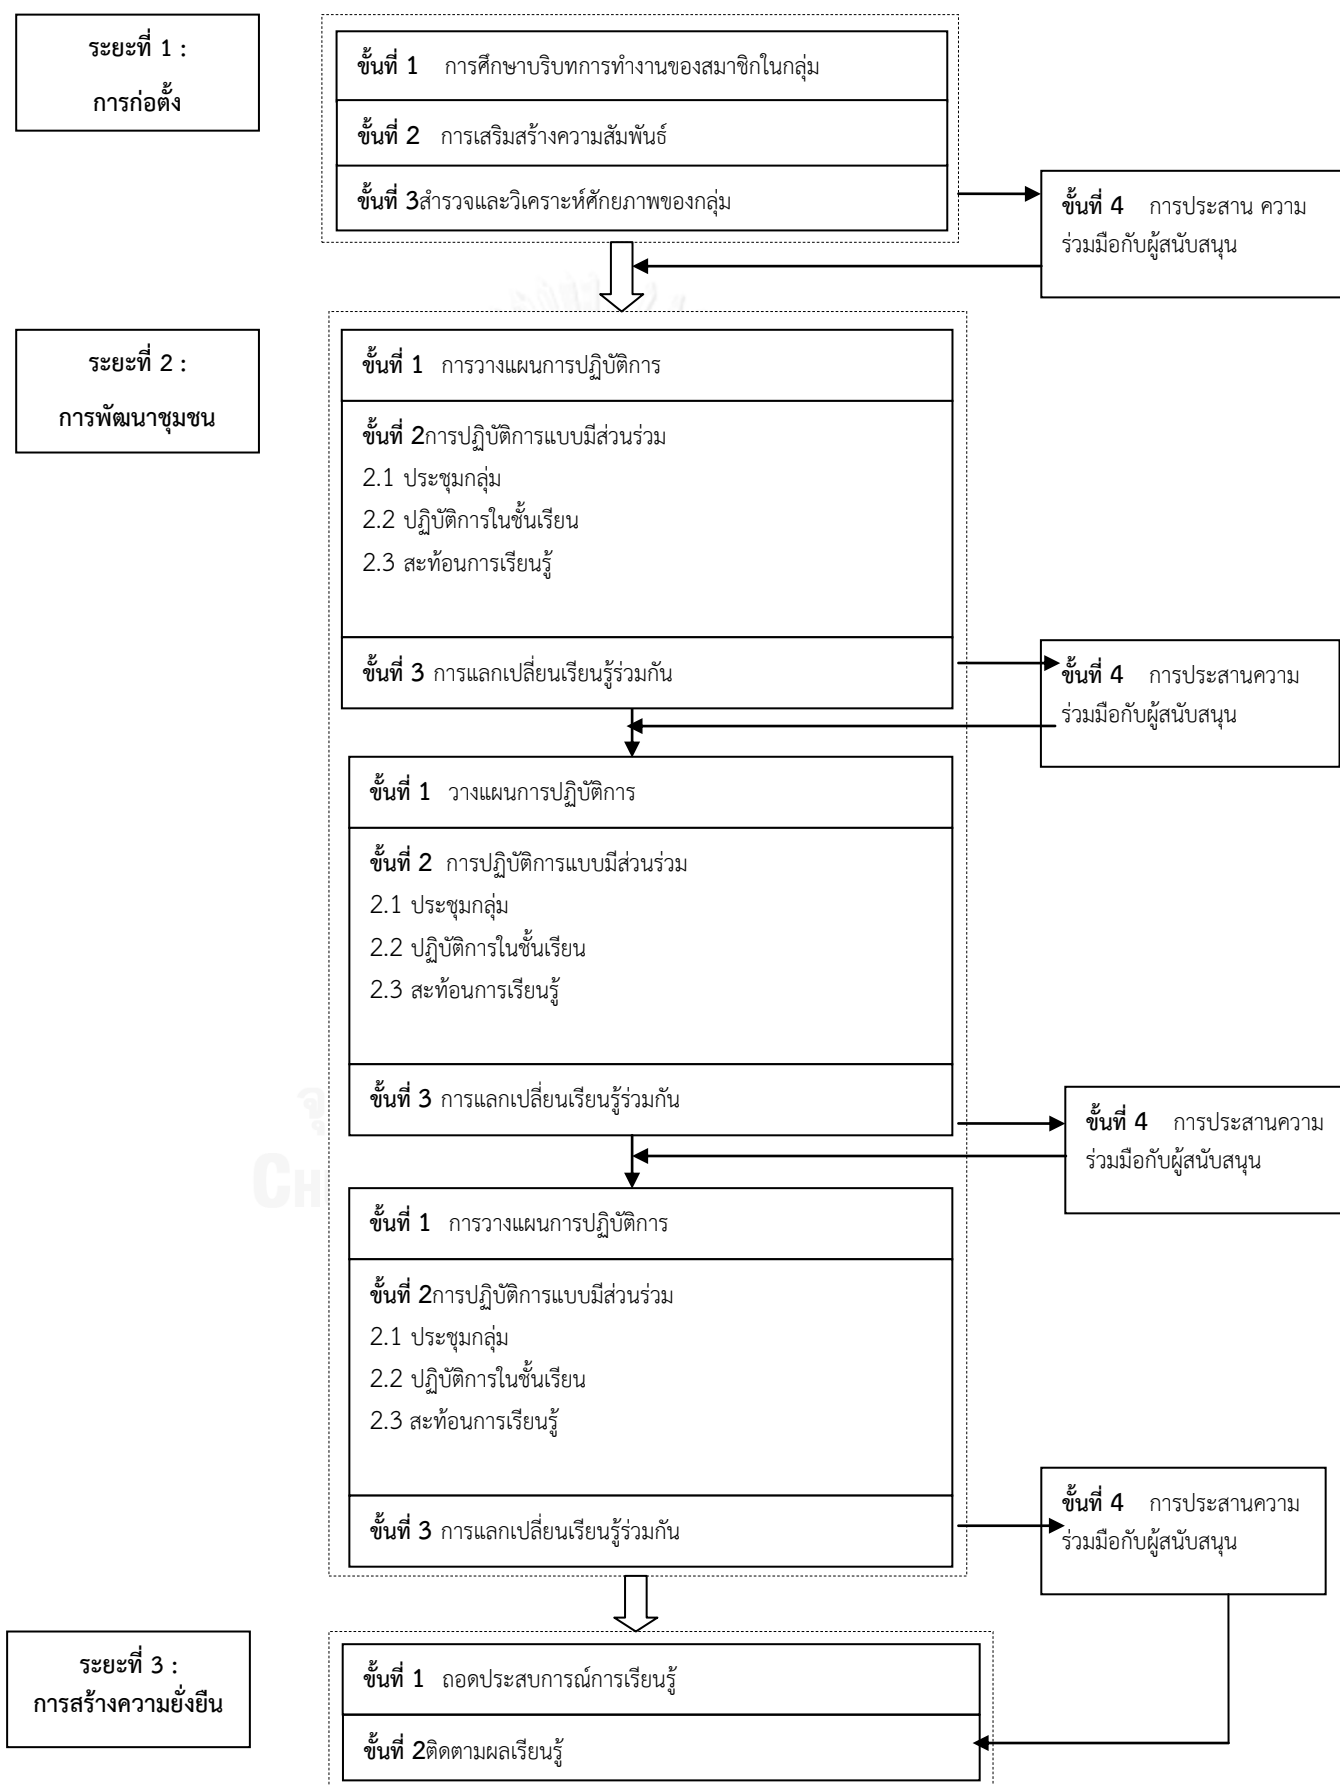 ระยะที่ 1 :
การก่อตั้ง
ขั้นที่ 1 การศึกษาบริบทการทำงานของสมาชิกในกลุ่ม
ขั้นที่ 2 การเสริมสร้างความสัมพันธ์
ขั้นที่ 3สำรวจและวิเคราะห์ศักยภาพของกลุ่ม
ขั้นที่ 4 การประสาน ความ
ร่วมมือกับผู้สนับสนุน
ระยะที่ 2 :
การพัฒนาชุมชน
ขั้นที่ 1 การวางแผนการปฏิบัติการ
ขั้นที่ 2การปฏิบัติการแบบมีส่วนร่วม
2.1 ประชุมกลุ่ม
2.2 ปฏิบัติการในชั้นเรียน
2.3 สะท้อนการเรียนรู้
ขั้นที่ 3 การแลกเปลี่ยนเรียนรู้ร่วมกัน
ขั้นที่ 4 การประสานความ
ร่วมมือกับผู้สนับสนุน
ขั้นที่ 1 วางแผนการปฏิบัติการ
ขั้นที่ 2 การปฏิบัติการแบบมีส่วนร่วม
2.1 ประชุมกลุ่ม
2.2 ปฏิบัติการในชั้นเรียน
2.3 สะท้อนการเรียนรู้
ขั้นที่ 3 การแลกเปลี่ยนเรียนรู้ร่วมกัน
ขั้นที่ 4 การประสานความ
ร่วมมือกับผู้สนับสนุน
ขั้นที่ 1 การวางแผนการปฏิบัติการ
ขั้นที่ 2การปฏิบัติการแบบมีส่วนร่วม
2.1 ประชุมกลุ่ม
2.2 ปฏิบัติการในชั้นเรียน
2.3 สะท้อนการเรียนรู้
ขั้นที่ 3 การแลกเปลี่ยนเรียนรู้ร่วมกัน
ขั้นที่ 4 การประสานความ
ร่วมมือกับผู้สนับสนุน
ระยะที่ 3 :
การสร้างความยั่งยืน
ขั้นที่ 1 ถอดประสบการณ์การเรียนรู้
ขั้นที่ 2ติดตามผลเรียนรู้